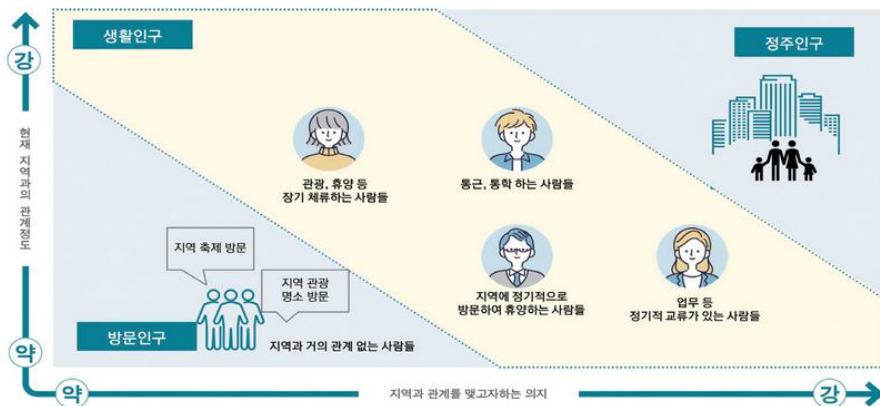 생활인구
정주인구
강
현재 지역과의 관계정도
관광, 휴양 등
장기 체류하는 사람들
통근, 통학 하는 사람들
지역 축제 방문
지역 관광
명소 방문
지역에 정기적으로
방문하여 휴양하는 사람들
업무 등
정기적 교류가 있는 사람들
방문인구
지역과 거의 관계 없는 사람들
약
약
지역과 관계를 맺고자하는 의지
강